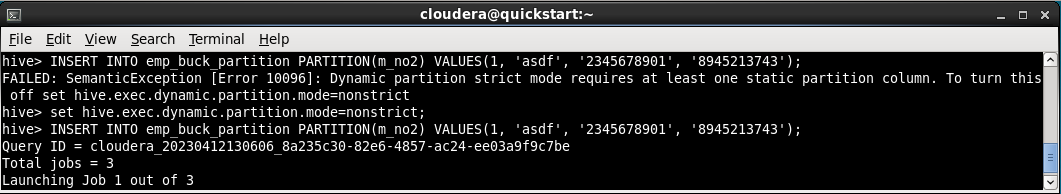 cloudera@quickstart:~
File Edit View Search Terminal Help
hive> INSERT INTO emp_buck_partition PARTITION(m_no2) VALUES(1, 'asdf', '2345678901', '8945213743');
FAILED: SemanticException [Error 10096]: Dynamic partition strict mode requires at least one static partition column. To turn this
 off set hive.exec.dynamic.partition.mode=nonstrict
hive> set hive.exec.dynamic.partition.mode=nonstrict;
hive> INSERT INTO emp_buck_partition PARTITION(m_no2) VALUES(1, 'asdf', '2345678901', '8945213743');
Query ID = cloudera_20230412130606_8a235c30-82e6-4857-ac24-ee03a9f9c7be
Total jobs = 3
Launching Job 1 out of 3